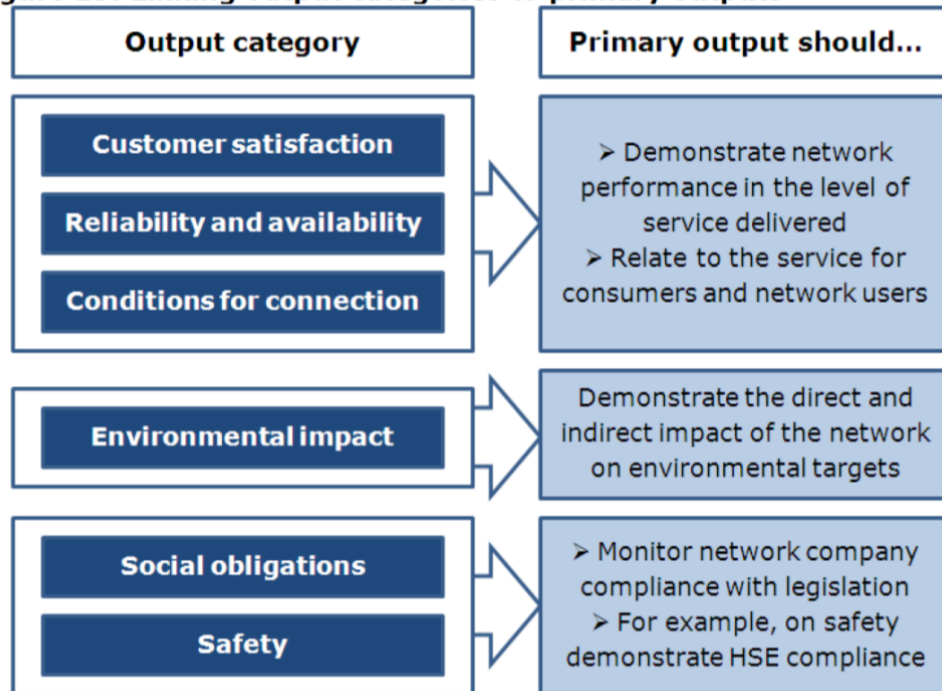 Output category
Primary output should...
Customer satisfaction
Reliability and availability
Conditions for connection
➢ Demonstrate network
performance in the level of
service delivered
➢ Relate to the service for
consumers and network users
Environmental impact
Demonstrate the direct and
indirect impact of the network
on environmental targets
Social obligations
Safety
➢ Monitor network company
compliance with legislation
➢ For example, on safety
demonstrate HSE compliance